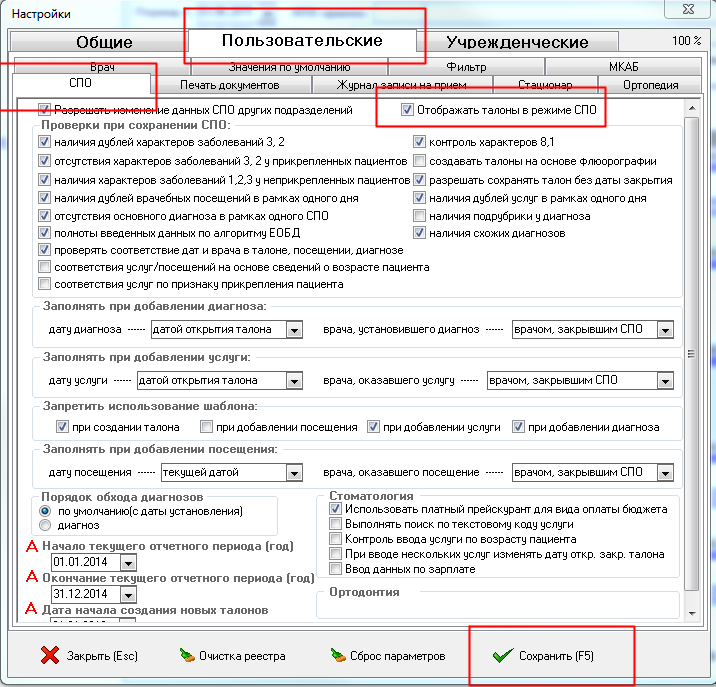 Настройки
Общие Пользовательские Учрежденческие 100 %
Врач Значения по умолчанию Фильтр МКАБ
СПО Печать документов Журнал записи на прием Стационар Ортопедия
Разрешать изменение данных СПО других подразделений Отображать талоны в режиме СПО
Проверки при сохранении СПО:
наличия дублей характеров заболеваний 3, 2 контроль характеров 8,1
отсутствия характеров заболеваний 3, 2 у прикрепленных пациентов создавать талоны на основе флюорографии
наличия характеров заболеваний 1,2,3 у неприкрепленных пациентов разрешать сохранять талон без даты закрытия
наличия дублей врачебных посещений в рамках одного дня наличия дублей услуг в рамках одного дня
отсутствия основного диагноза в рамках одного СПО наличия подрубрики у диагноза
полноты введенных данных по алгоритму ЕОБД наличия схожих диагнозов
проверять соответствие дат и врача в талоне, посещении, диагнозе
соответствия услуг/посещений на основе сведений о возрасте пациента
соответствия услуг по признаку прикрепления пациента
Заполнять при добавлении диагноза:
дату диагноза ------ датой открытия талона врача, установившего диагноз ------ врачом, закрывшим СПО
Заполнять при добавлении услуги:
дату услуги ------ датой открытия талона врача, оказавшего услугу ------ врачом, закрывшим СПО
Запретить использование шаблона:
при создании талона при добавлении посещения при добавлении услуги при добавлении диагноза
Заполнять при добавлении посещения:
дату посещения ------ текущей датой врача, оказавшего посещение ------ врачом, закрывшим СПО
Порядок обхода диагнозов
по умолчанию(с даты установления)
диагноз
Стоматология
Использовать платный прейскурант для вида оплаты бюджета
Выполнять поиск по текстовому коду услуги
Контроль ввода услуги по возрасту пациента
При вводе нескольких услуг изменять дату откр. закр. талона
Ввод данных по зарплате
Ортодонтия
А Начало текущего отчетного периода (год)
01.01.2014
А Окончание текущего отчетного периода (год)
31.12.2014
А Дата начала создания новых талонов
Закрыть (Esc) Очистка реестра Сброс параметров Сохранить (F5)